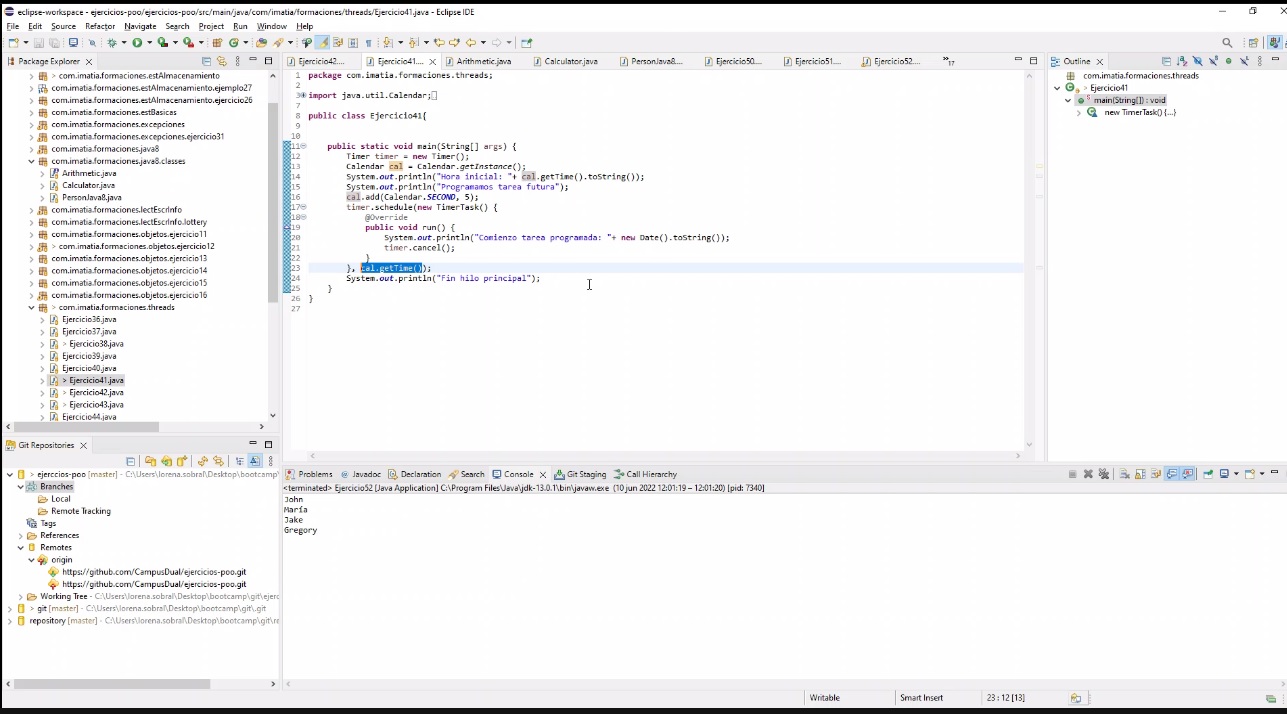 eclipse-workspace - ejercicios-poo/ejercicios-poo/src/main/java/com/imatia/formaciones/threads/Ejercicio41.java - Eclipse IDE
File Edit Source Refactor Navigate Search Project Run Window Help
Package Explorer
> com.imatia.formaciones.estAlmacenamiento
com.imatia.formaciones.estAlmacenamiento.ejemplo27
com.imatia.formaciones.estAlmacenamiento.ejercicio26
com.imatia.formaciones.estBasicas
com.imatia.formaciones.excepciones
com.imatia.formaciones.excepciones.ejercicio31
com.imatia.formaciones.java8
com.imatia.formaciones.java8.classes
Arithmetic.java
Calculator.java
PersonJava8.java
com.imatia.formaciones.lectEscrInfo
com.imatia.formaciones.lectEscrInfo.lottery
com.imatia.formaciones.objetos.ejercicio11
> com.imatia.formaciones.objetos.ejercicio12
com.imatia.formaciones.objetos.ejercicio13
com.imatia.formaciones.objetos.ejercicio14
com.imatia.formaciones.objetos.ejercicio15
com.imatia.formaciones.objetos.ejercicio16
> com.imatia.formaciones.threads
Ejercicio36.java
Ejercicio37.java
> Ejercicio38.java
Ejercicio39.java
Ejercicio40.java
> Ejercicio41.java
> Ejercicio42.java
> Ejercicio43.java
Ejercicio44.java
Git Repositories
> ejerccios-poo [master] - C:\Users\lorena.sobral\Desktop\bootcamp\
Branches
Local
Remote Tracking
Tags
References
Remotes
origin
https://github.com/CampusDual/ejercicios-poo.git
https://github.com/CampusDual/ejercicios-poo.git
Working Tree - C:\Users\lorena.sobral\Desktop\bootcamp\git\ejerc
> git [master] - C:\Users\lorena.sobral\Desktop\bootcamp\git\.git
repository [master] - C:\Users\lorena.sobral\Desktop\bootcamp\git\re
Ejercicio42.... Ejercicio41.... Arithmetic.java Calculator.java PersonJava8.... Ejercicio50.... Ejercicio51.... Ejercicio52.... »17
1 package com.imatia.formaciones.threads;
2
3 import java.util.Calendar;
7
8 public class Ejercicio41{
9
10
11 public static void main(String[] args) {
12 Timer timer = new Timer();
13 Calendar cal = Calendar.getInstance();
14 System.out.println("Hora inicial: "+ cal.getTime().toString());
15 System.out.println("Programamos tarea futura");
16 cal.add(Calendar.SECOND, 5);
17 timer.schedule(new TimerTask() {
18 @Override
19 public void run() {
20 System.out.println("Comienzo tarea programada: "+ new Date().toString());
21 timer.cancel();
22 }
23 }, cal.getTime());
24 System.out.println("Fin hilo principal");
25 }
26 }
27
Outline
com.imatia.formaciones.threads
Ejercicio41
main(String[]) : void
new TimerTask() {...}
Problems Javadoc Declaration Search Console Git Staging Call Hierarchy
<terminated> Ejercicio52 [Java Application] C:\Program Files\Java\jdk-13.0.1\bin\javaw.exe (10 jun 2022 12:01:19 – 12:01:20) [pid: 7340]
John
María
Jake
Gregory
Writable Smart Insert 23 : 12 [13]